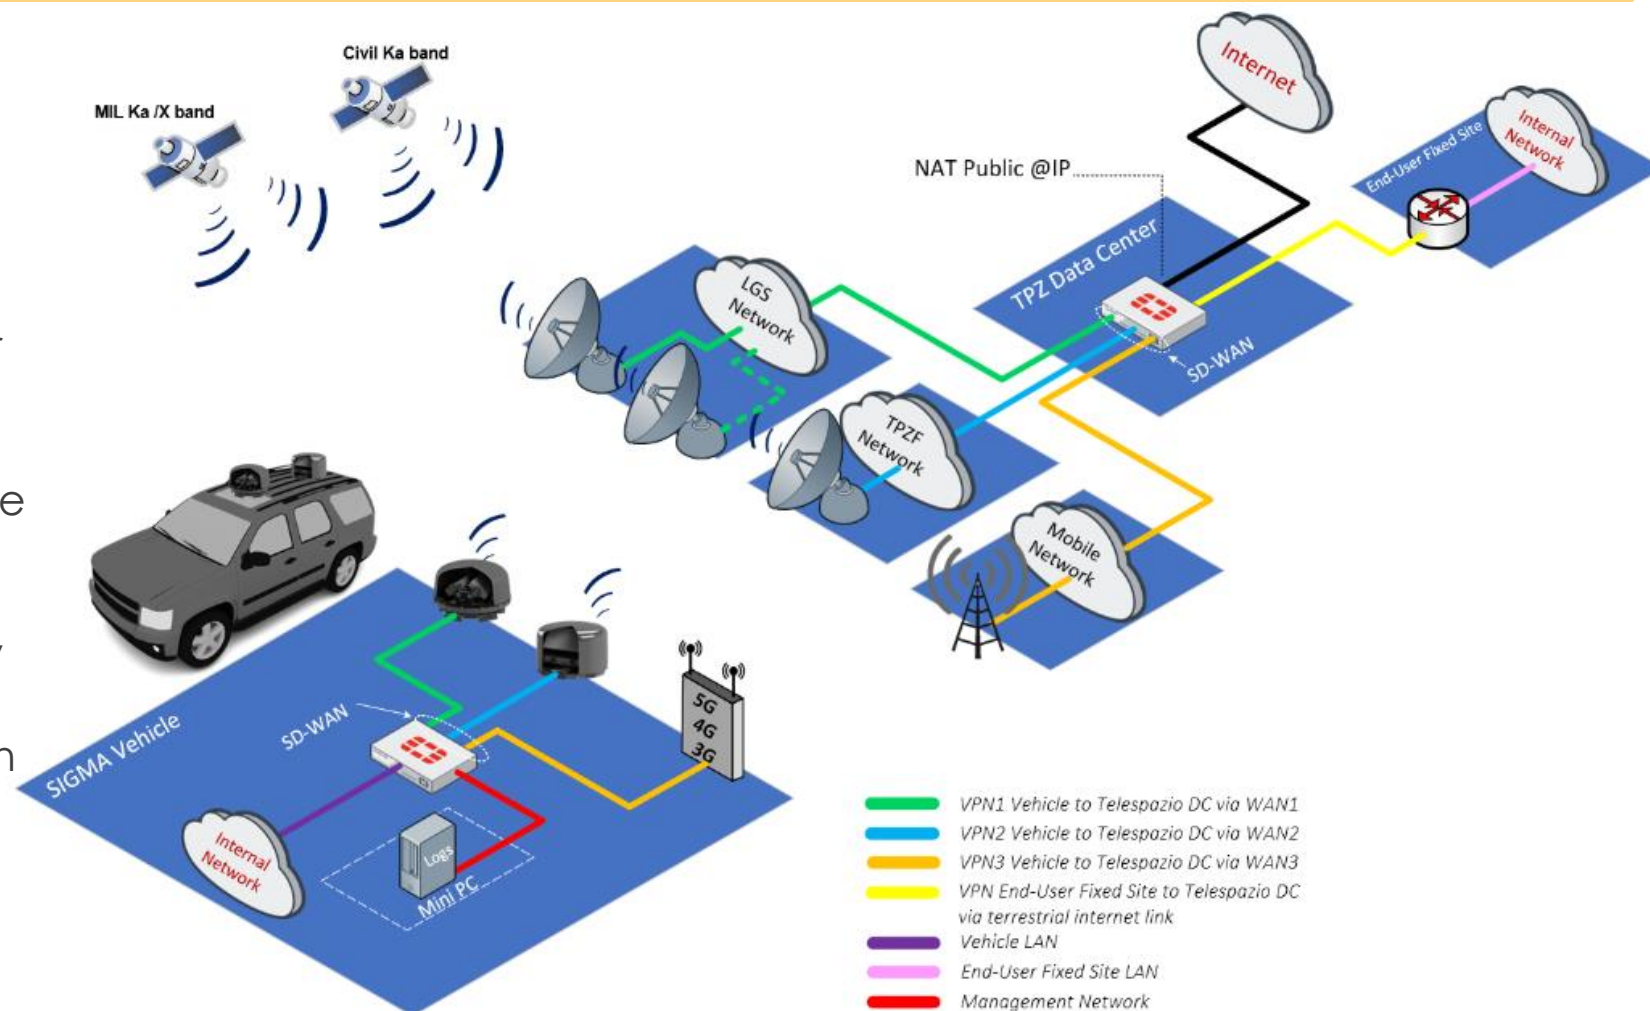 Civil Ka band
MIL Ka /X band
Internet
End-User Fixed Site
Internal
Network
NAT Public @IP
TPZ Data Center
SD-WAN
LGS
Network
TPZF
Network
Mobile
Network
e
n
5G
4G
3G
SD-WAN
SIGMA Vehicle
Internal
Network
Logs
Mini PC
VPN1 Vehicle to Telespazio DC via WAN1
VPN2 Vehicle to Telespazio DC via WAN2
VPN3 Vehicle to Telespazio DC via WAN3
VPN End-User Fixed Site to Telespazio DC
via terrestrial internet link
Vehicle LAN
End-User Fixed Site LAN
Management Network